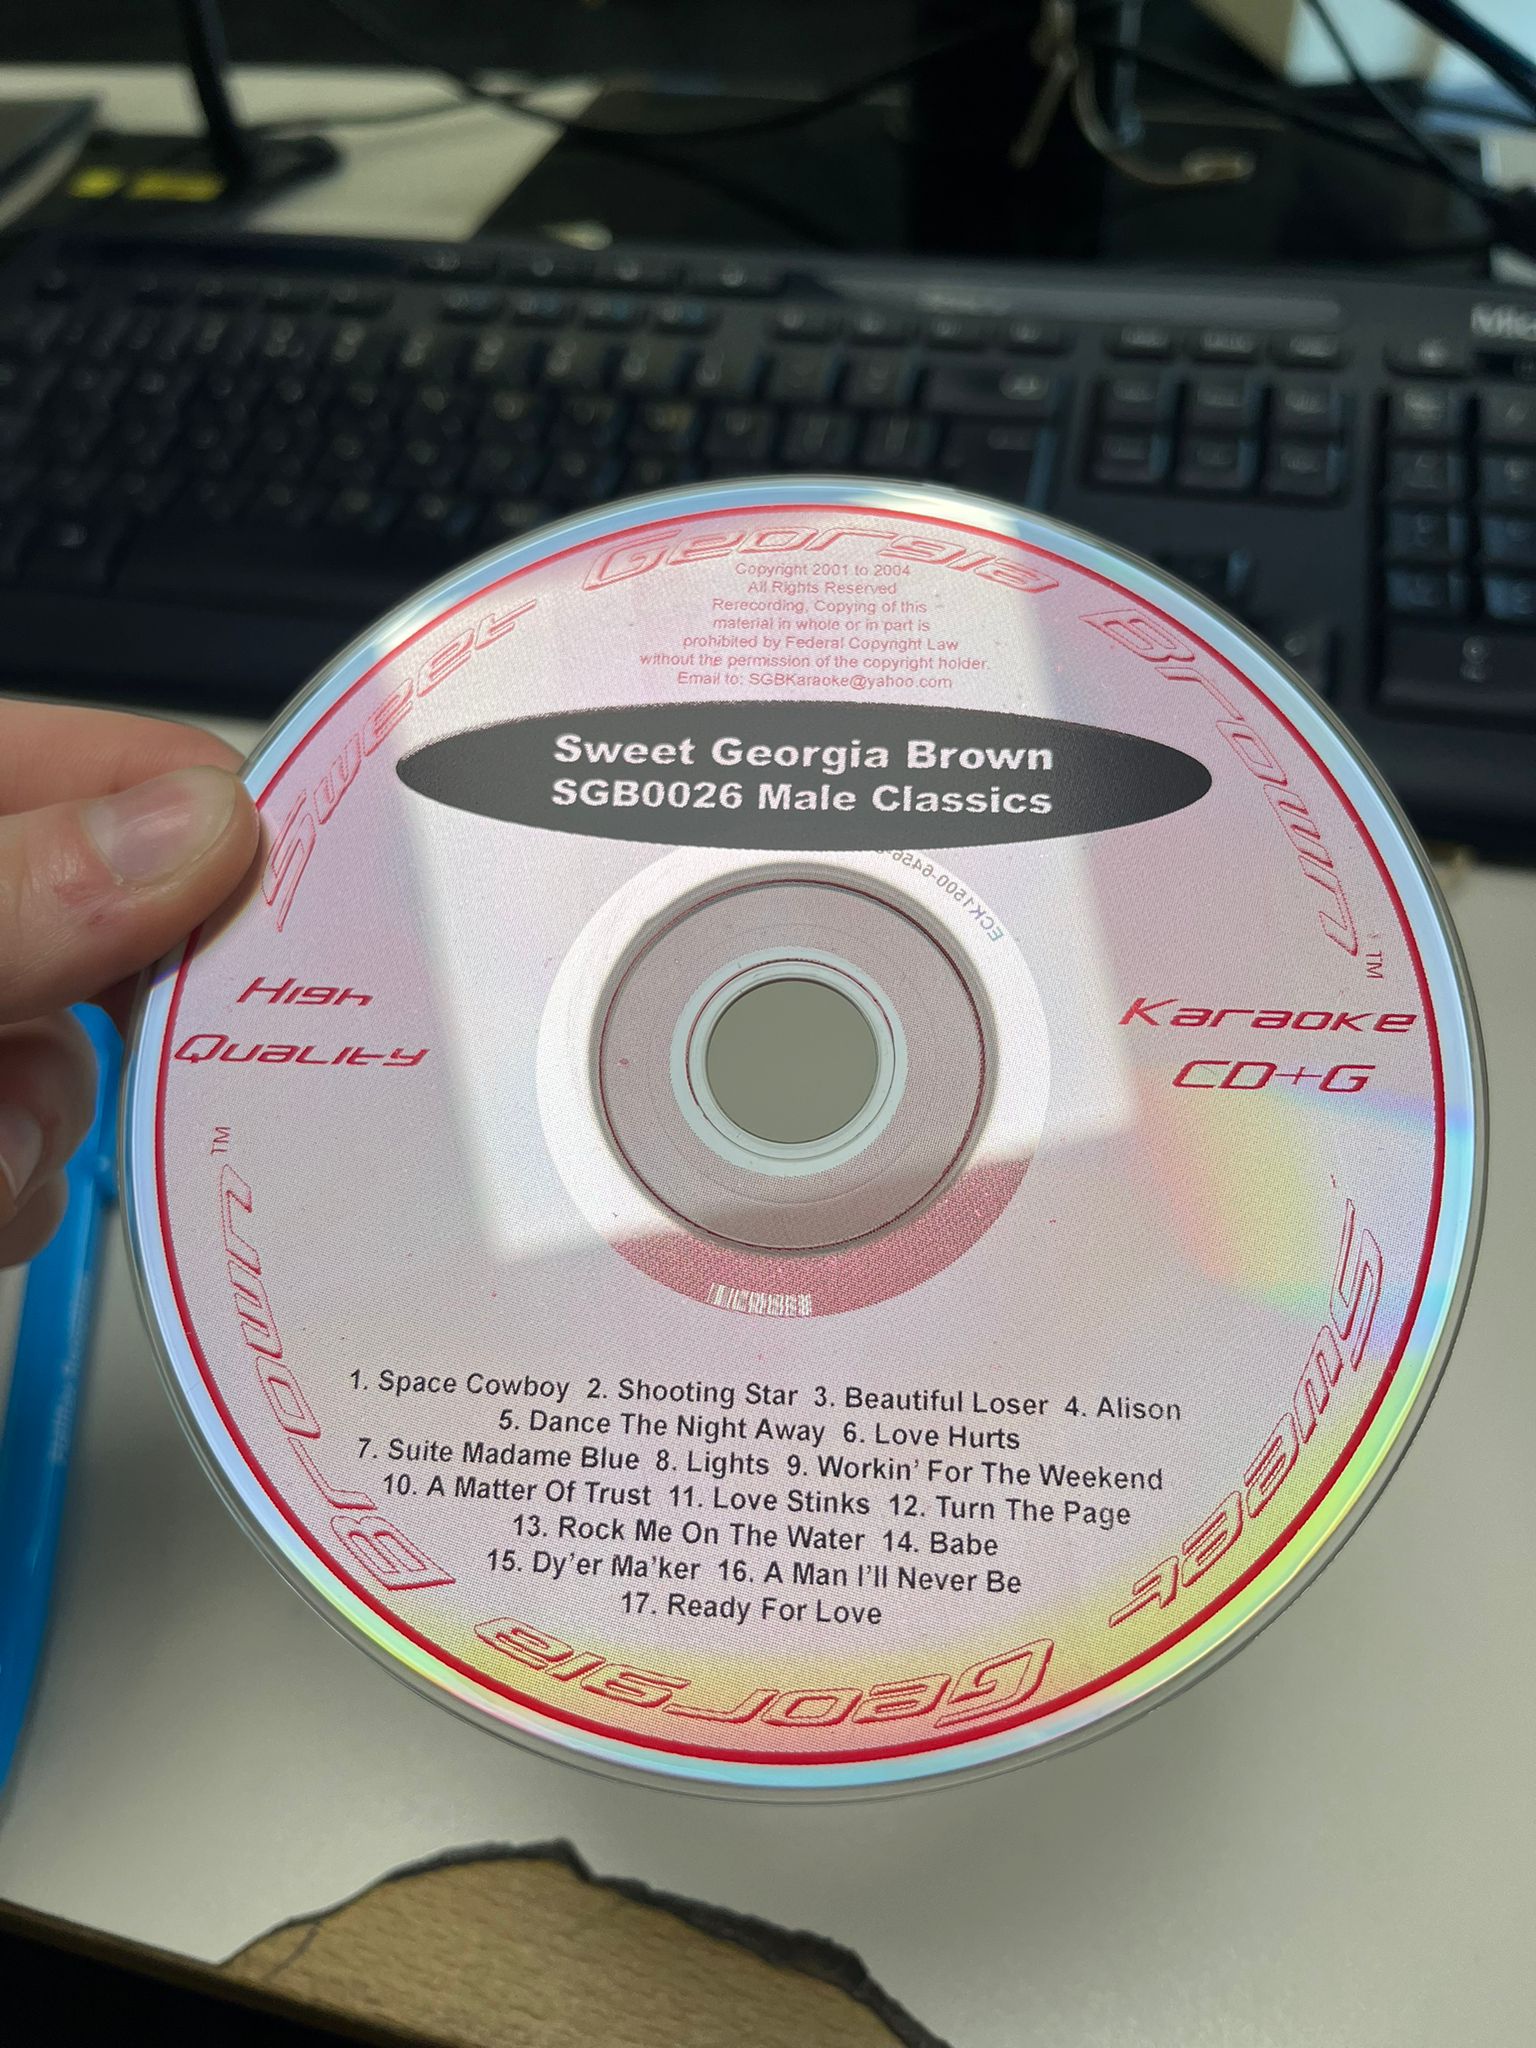 Sweet Georgia Brown™
Copyright 2001 to 2004
All Rights Reserved
Rerecording, Copying of this
material in whole or in part is
prohibited by Federal Copyright Law
without the permission of the copyright holder.
Email to: SGBKaraoke@yahoo.com
Sweet Georgia Brown
SGB0026 Male Classics
High
Quality
Karaoke
CD+G
1. Space Cowboy 2. Shooting Star 3. Beautiful Loser 4. Alison
5. Dance The Night Away 6. Love Hurts
7. Suite Madame Blue 8. Lights 9. Workin' For The Weekend
10. A Matter Of Trust 11. Love Stinks 12. Turn The Page
13. Rock Me On The Water 14. Babe
15. Dy'er Ma'ker 16. A Man I'll Never Be
17. Ready For Love
Sweet Georgia Brown™